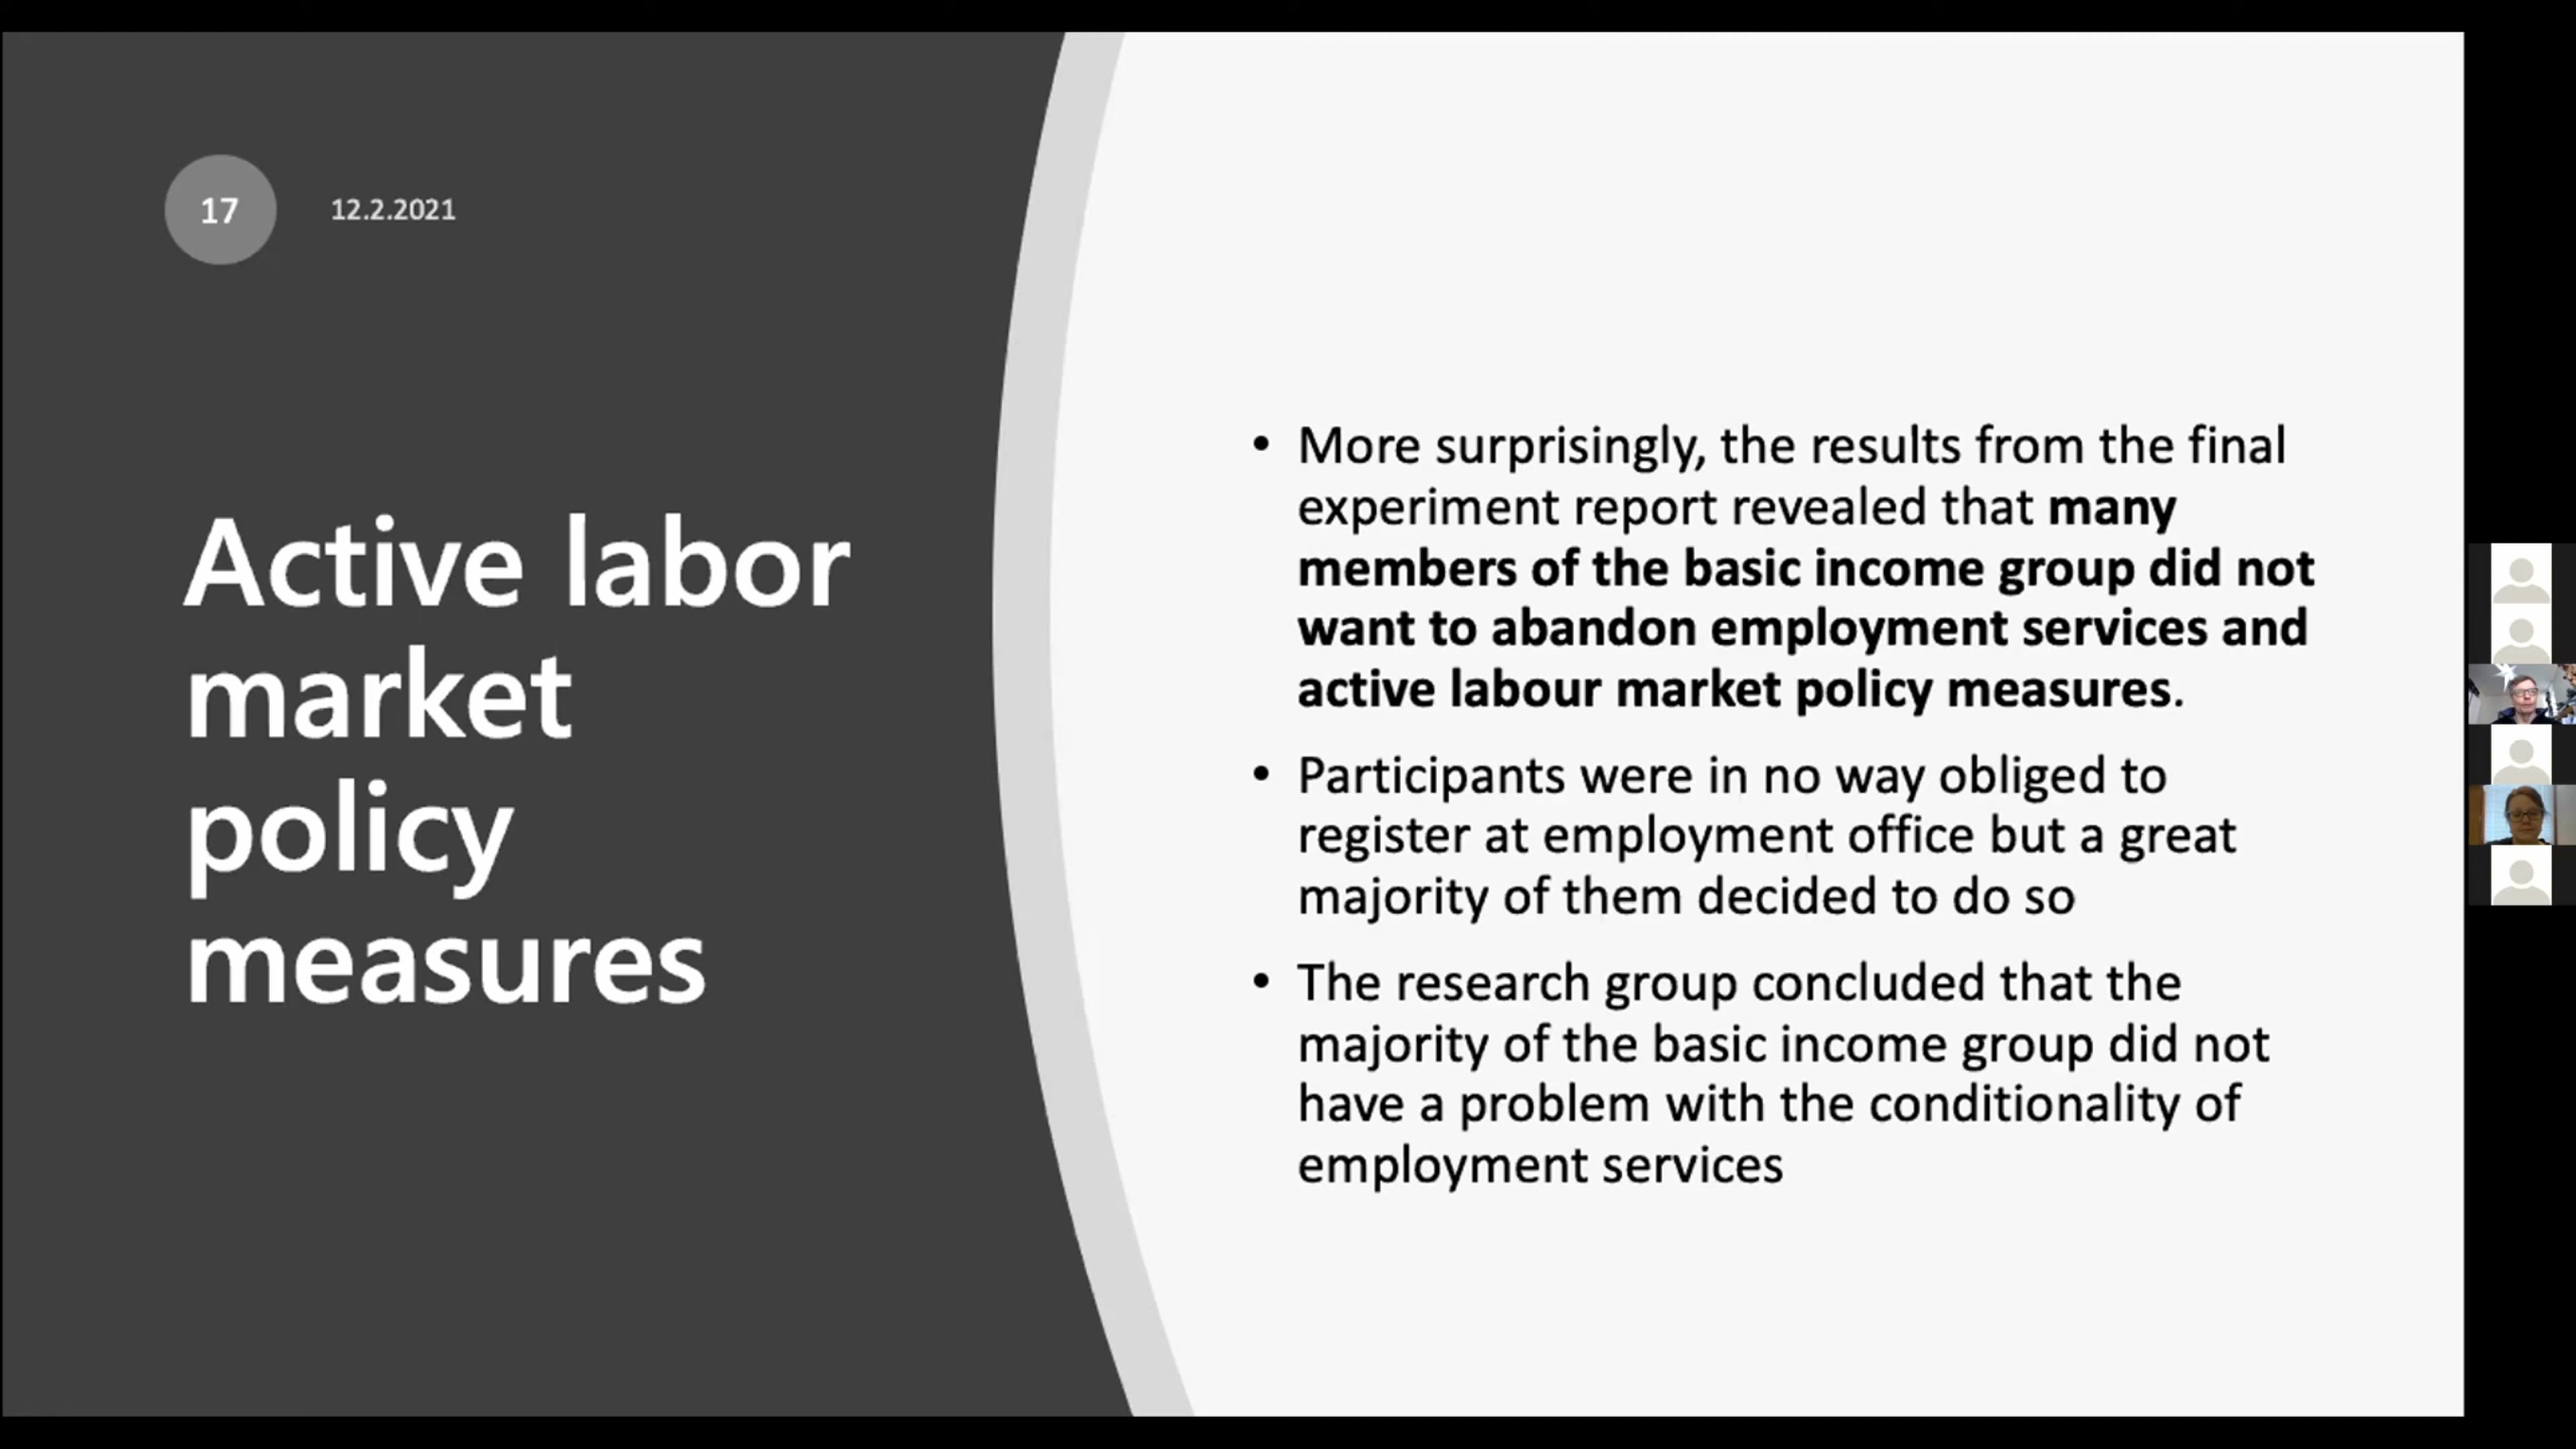 17
12.2.2021
Active labor
market
policy
measures
• More surprisingly, the results from the final
experiment report revealed that many
members of the basic income group did not
want to abandon employment services and
active labour market policy measures.
• Participants were in no way obliged to
register at employment office but a great
majority of them decided to do so
• The research group concluded that the
majority of the basic income group did not
have a problem with the conditionality of
employment services